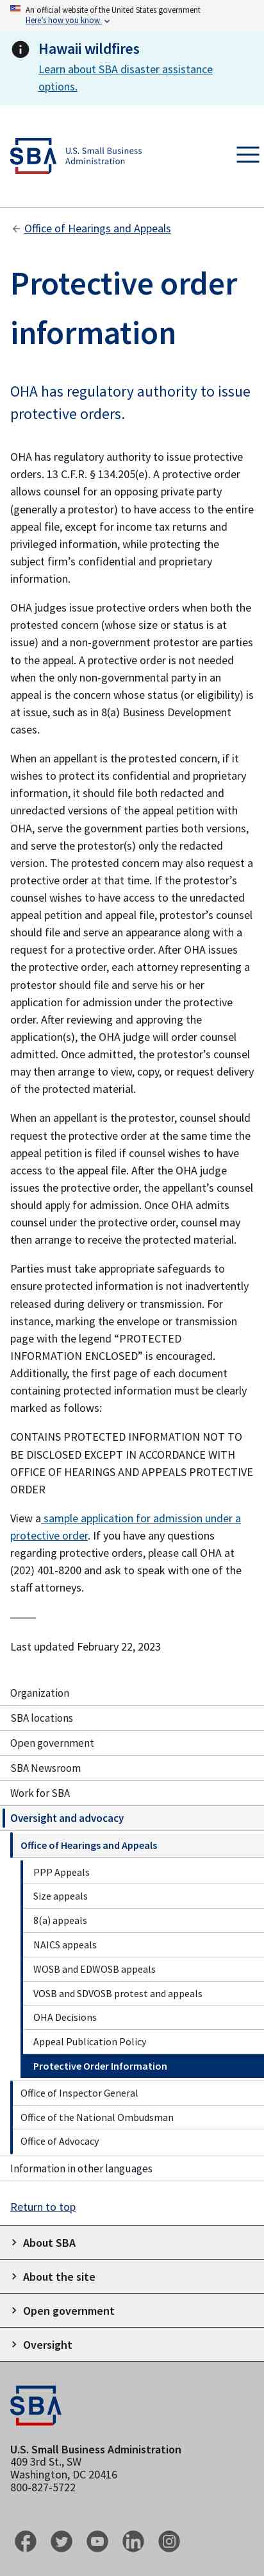 An official website of the United States government
Here's how you know
Hawaii wildfires
Learn about SBA disaster assistance
options.
SBA
U.S. Small Business
Administration
Office of Hearings and Appeals
Protective order
information
OHA has regulatory authority to issue
protective orders.
OHA has regulatory authority to issue protective
orders. 13 C.F.R. § 134.205(e). A protective order
allows counsel for an opposing private party
(generally a protestor) to have access to the entire
appeal file, except for income tax returns and
privileged information, while protecting the
subject firm’s confidential and proprietary
information.
OHA judges issue protective orders when both the
protested concern (whose size or status is at
issue) and a non-government protestor are parties
to the appeal. A protective order is not needed
when the only non-governmental party in an
appeal is the concern whose status (or eligibility) is
at issue, such as in 8(a) Business Development
cases.
When an appellant is the protested concern, if it
wishes to protect its confidential and proprietary
information, it should file both redacted and
unredacted versions of the appeal petition with
OHA, serve the government parties both versions,
and serve the protestor(s) only the redacted
version. The protested concern may also request a
protective order at that time. If the protestor’s
counsel wishes to have access to the unredacted
appeal petition and appeal file, protestor’s counsel
should file and serve an appearance along with a
request for a protective order. After OHA issues
the protective order, each attorney representing a
protestor should file and serve his or her
application for admission under the protective
order. After reviewing and approving the
application(s), the OHA judge will order counsel
admitted. Once admitted, the protestor’s counsel
may then arrange to view, copy, or request delivery
of the protected material.
When an appellant is the protestor, counsel should
request the protective order at the same time the
appeal petition is filed if counsel wishes to have
access to the appeal file. After the OHA judge
issues the protective order, the appellant’s counsel
should apply for admission. Once OHA admits
counsel under the protective order, counsel may
then arrange to receive the protected material.
Parties must take appropriate safeguards to
ensure protected information is not inadvertently
released during delivery or transmission. For
instance, marking the envelope or transmission
page with the legend “PROTECTED
INFORMATION ENCLOSED” is encouraged.
Additionally, the first page of each document
containing protected information must be clearly
marked as follows:
CONTAINS PROTECTED INFORMATION NOT TO
BE DISCLOSED EXCEPT IN ACCORDANCE WITH
OFFICE OF HEARINGS AND APPEALS PROTECTIVE
ORDER
View a sample application for admission under a
protective order. If you have any questions
regarding protective orders, please call OHA at
(202) 401-8200 and ask to speak with one of the
staff attorneys.
Last updated February 22, 2023
Organization
SBA locations
Open government
SBA Newsroom
Work for SBA
Oversight and advocacy
Office of Hearings and Appeals
PPP Appeals
Size appeals
8(a) appeals
NAICS appeals
WOSB and EDWOSB appeals
VOSB and SDVOSB protest and appeals
OHA Decisions
Appeal Publication Policy
Protective Order Information
Office of Inspector General
Office of the National Ombudsman
Office of Advocacy
Information in other languages
Return to top
About SBA
About the site
Open government
Oversight
SBA
U.S. Small Business Administration
409 3rd St., SW
Washington, DC 20416
800-827-5722